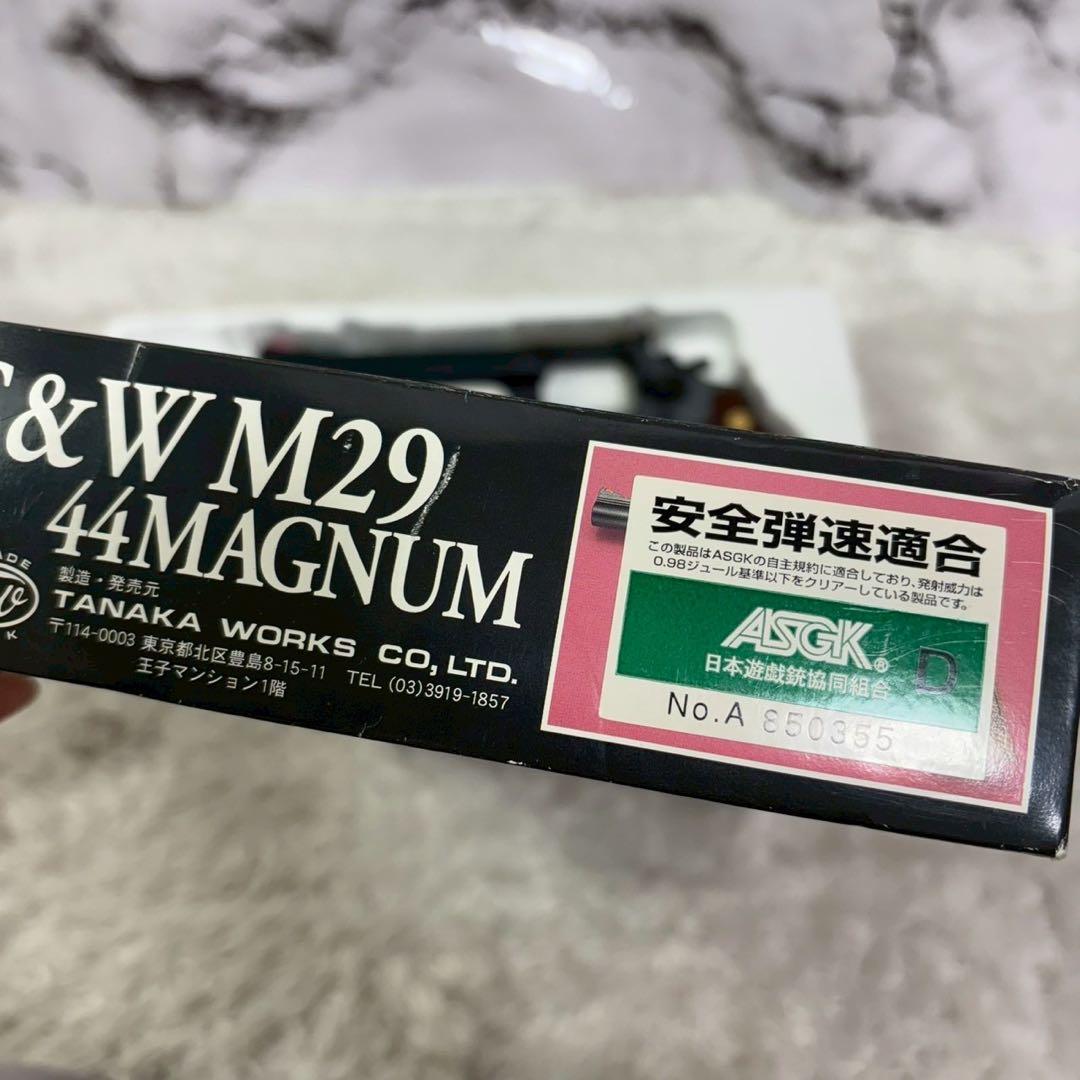 &W M29
44 MAGNUM
製造・発売元
TANAKA WORKS CO, LTD.
〒114-0003 東京都北区豊島8-15-11
王子マンション1階
TEL (03)3919-1857
安全弾速適合
この製品はASGKの自主規約に適合しており、発射威力は
0.98ジュール基準以下をクリアーしている製品です。
ASGK®
日本遊戯銃協同組合
D
No.A 850355